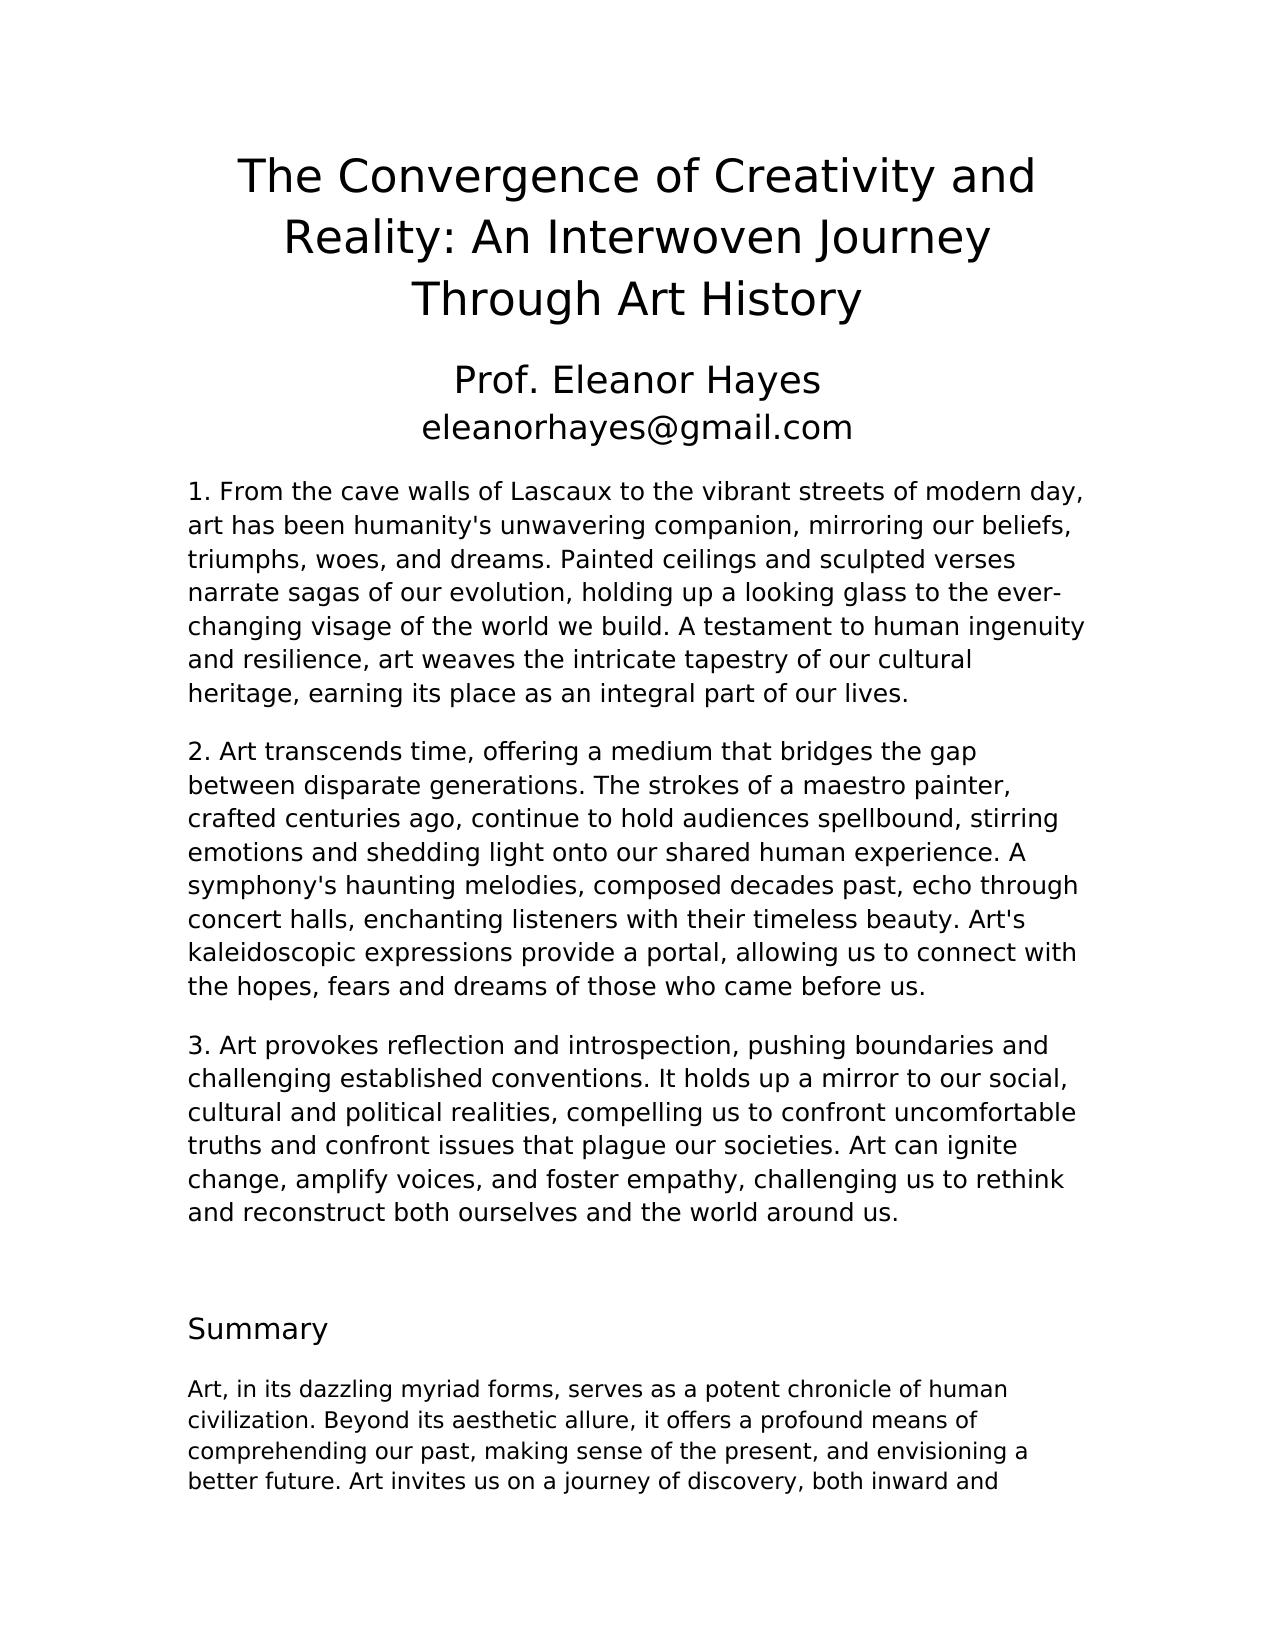 The Convergence of Creativity and
Reality: An Interwoven Journey
Through Art History
Prof. Eleanor Hayes
eleanorhayes@gmail.com
1. From the cave walls of Lascaux to the vibrant streets of modern day,
art has been humanity's unwavering companion, mirroring our beliefs,
triumphs, woes, and dreams. Painted ceilings and sculpted verses
narrate sagas of our evolution, holding up a looking glass to the ever-
changing visage of the world we build. A testament to human ingenuity
and resilience, art weaves the intricate tapestry of our cultural
heritage, earning its place as an integral part of our lives.
2. Art transcends time, offering a medium that bridges the gap
between disparate generations. The strokes of a maestro painter,
crafted centuries ago, continue to hold audiences spellbound, stirring
emotions and shedding light onto our shared human experience. A
symphony's haunting melodies, composed decades past, echo through
concert halls, enchanting listeners with their timeless beauty. Art's
kaleidoscopic expressions provide a portal, allowing us to connect with
the hopes, fears and dreams of those who came before us.
3. Art provokes reflection and introspection, pushing boundaries and
challenging established conventions. It holds up a mirror to our social,
cultural and political realities, compelling us to confront uncomfortable
truths and confront issues that plague our societies. Art can ignite
change, amplify voices, and foster empathy, challenging us to rethink
and reconstruct both ourselves and the world around us.
Summary
Art, in its dazzling myriad forms, serves as a potent chronicle of human
civilization. Beyond its aesthetic allure, it offers a profound means of
comprehending our past, making sense of the present, and envisioning a
better future. Art invites us on a journey of discovery, both inward and